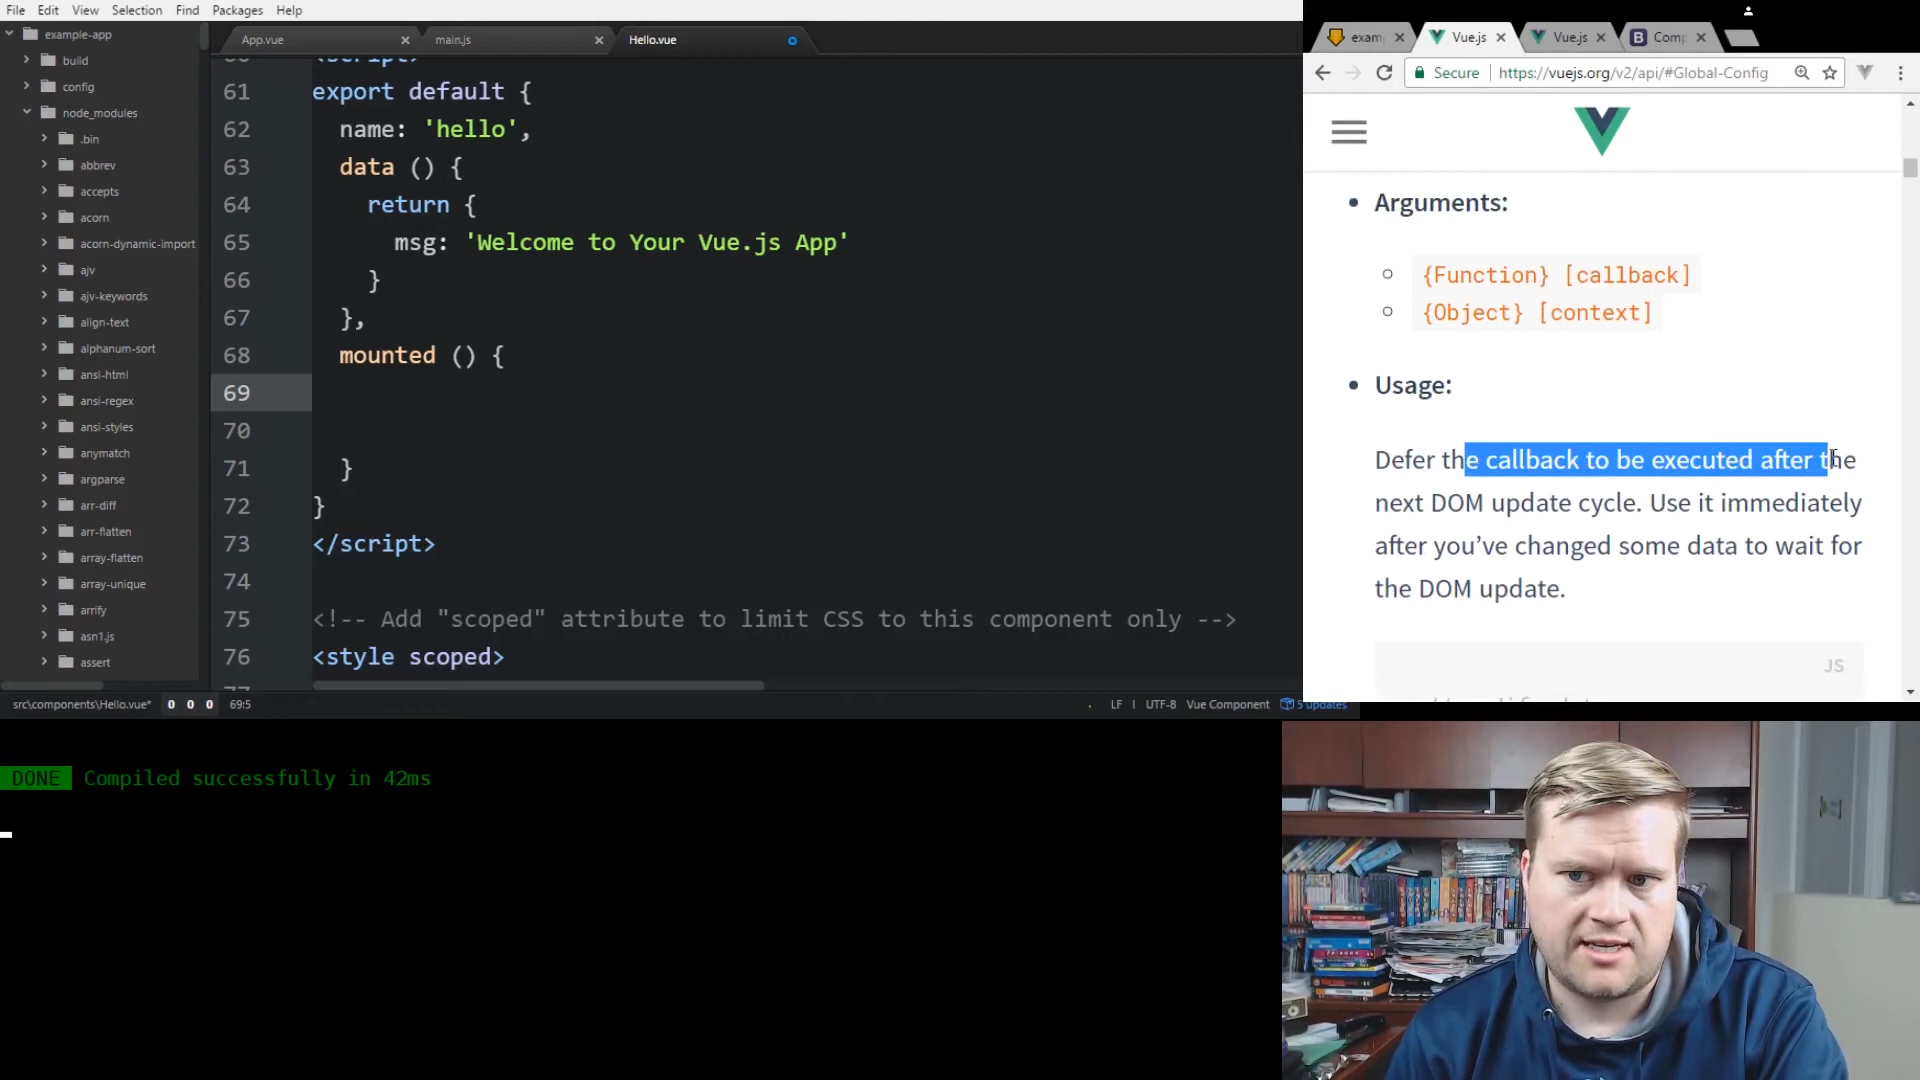 File Edit View Selection Find Packages Help
example-app
build
config
node_modules
.bin
abbrev
accepts
acorn
acorn-dynamic-import
ajv
ajv-keywords
align-text
alphanum-sort
ansi-html
ansi-regex
ansi-styles
anymatch
argparse
arr-diff
arr-flatten
array-flatten
array-unique
arrify
asn1.js
assert
App.vue
main.js
Hello.vue
61 export default {
62 name: 'hello',
63 data () {
64 return {
65 msg: 'Welcome to Your Vue.js App'
66 }
67 },
68 mounted () {
69
70
71 }
72 }
73 </script>
74
75 <!-- Add "scoped" attribute to limit CSS to this component only -->
76 <style scoped>
src\components\Hello.vue* 0 0 0 69:5 LF UTF-8 Vue Component 5 updates
DONE Compiled successfully in 42ms
exam Vue.js Vue.js Comp
Secure https://vuejs.org/v2/api/#Global-Config
Arguments:
{Function} [callback]
{Object} [context]
Usage:
Defer the callback to be executed after the
next DOM update cycle. Use it immediately
after you’ve changed some data to wait for
the DOM update.
JS